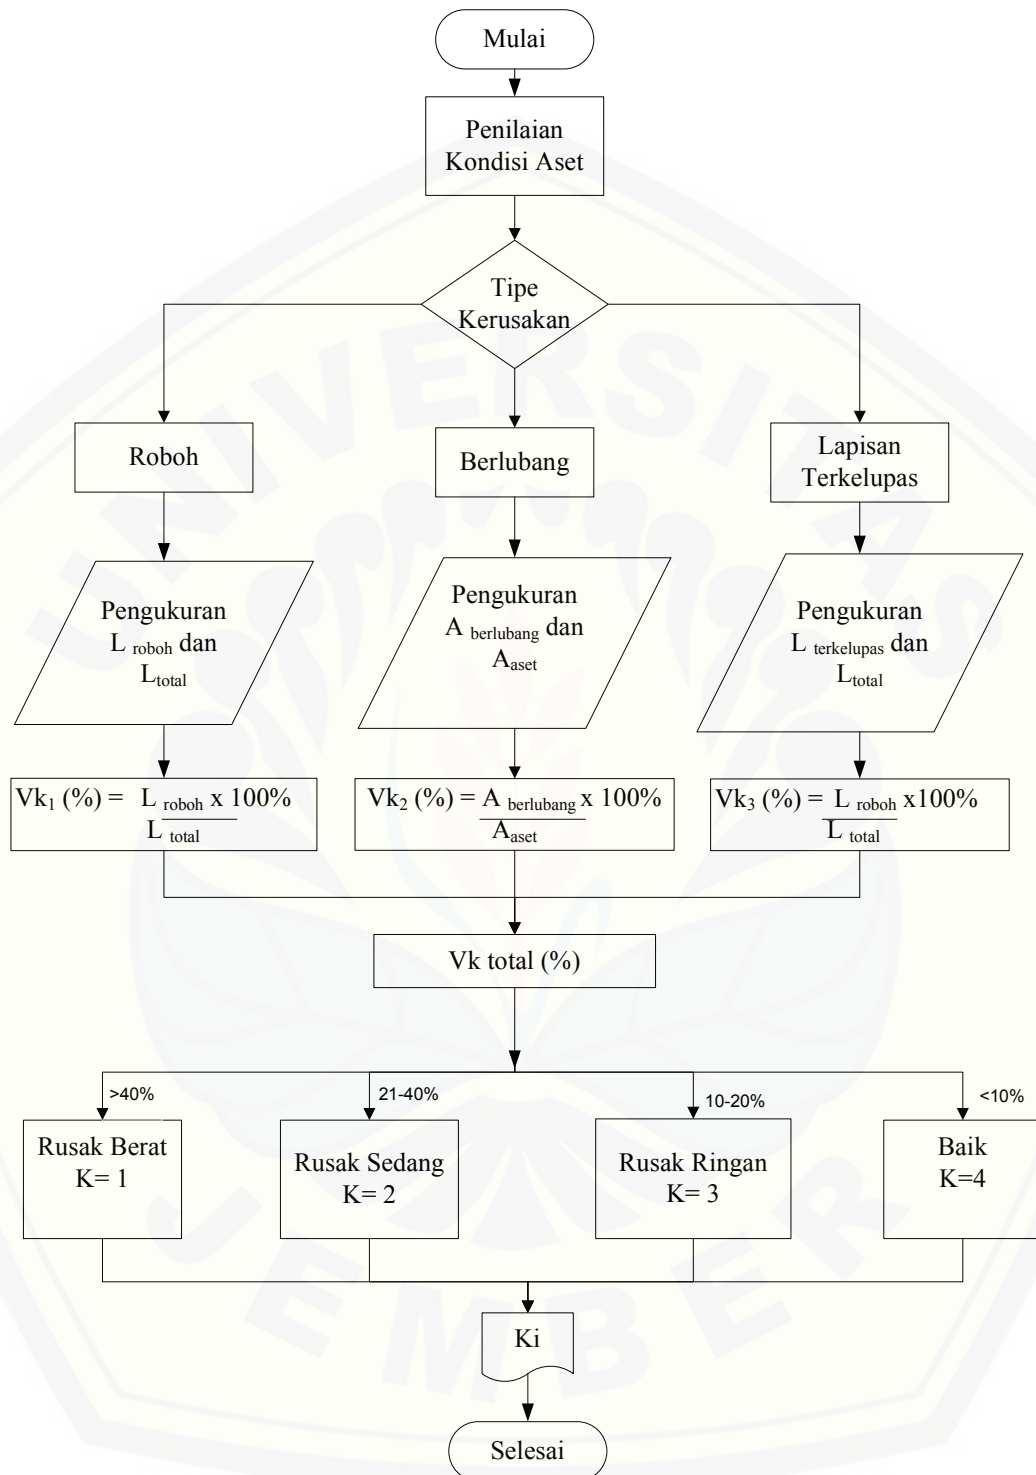 Mulai
Penilaian
Kondisi Aset
Tipe
Kerusakan
Roboh
Berlubang
Lapisan
Terkelupas
Pengukuran
L roboh dan
Ltotal
Pengukuran
A berlubang dan
Aaset
Pengukuran
L terkelupas dan
Ltotal
Vk1 (%) = L roboh x 100%
L total
Vk2 (%) = A berlubang x 100%
Aaset
Vk3 (%) = L roboh x100%
L total
Vk total (%)
>40%
21-40%
10-20%
<10%
Rusak Berat
K= 1
Rusak Sedang
K= 2
Rusak Ringan
K= 3
Baik
K=4
Ki
Selesai
UNIVERSITAS
JEMBER